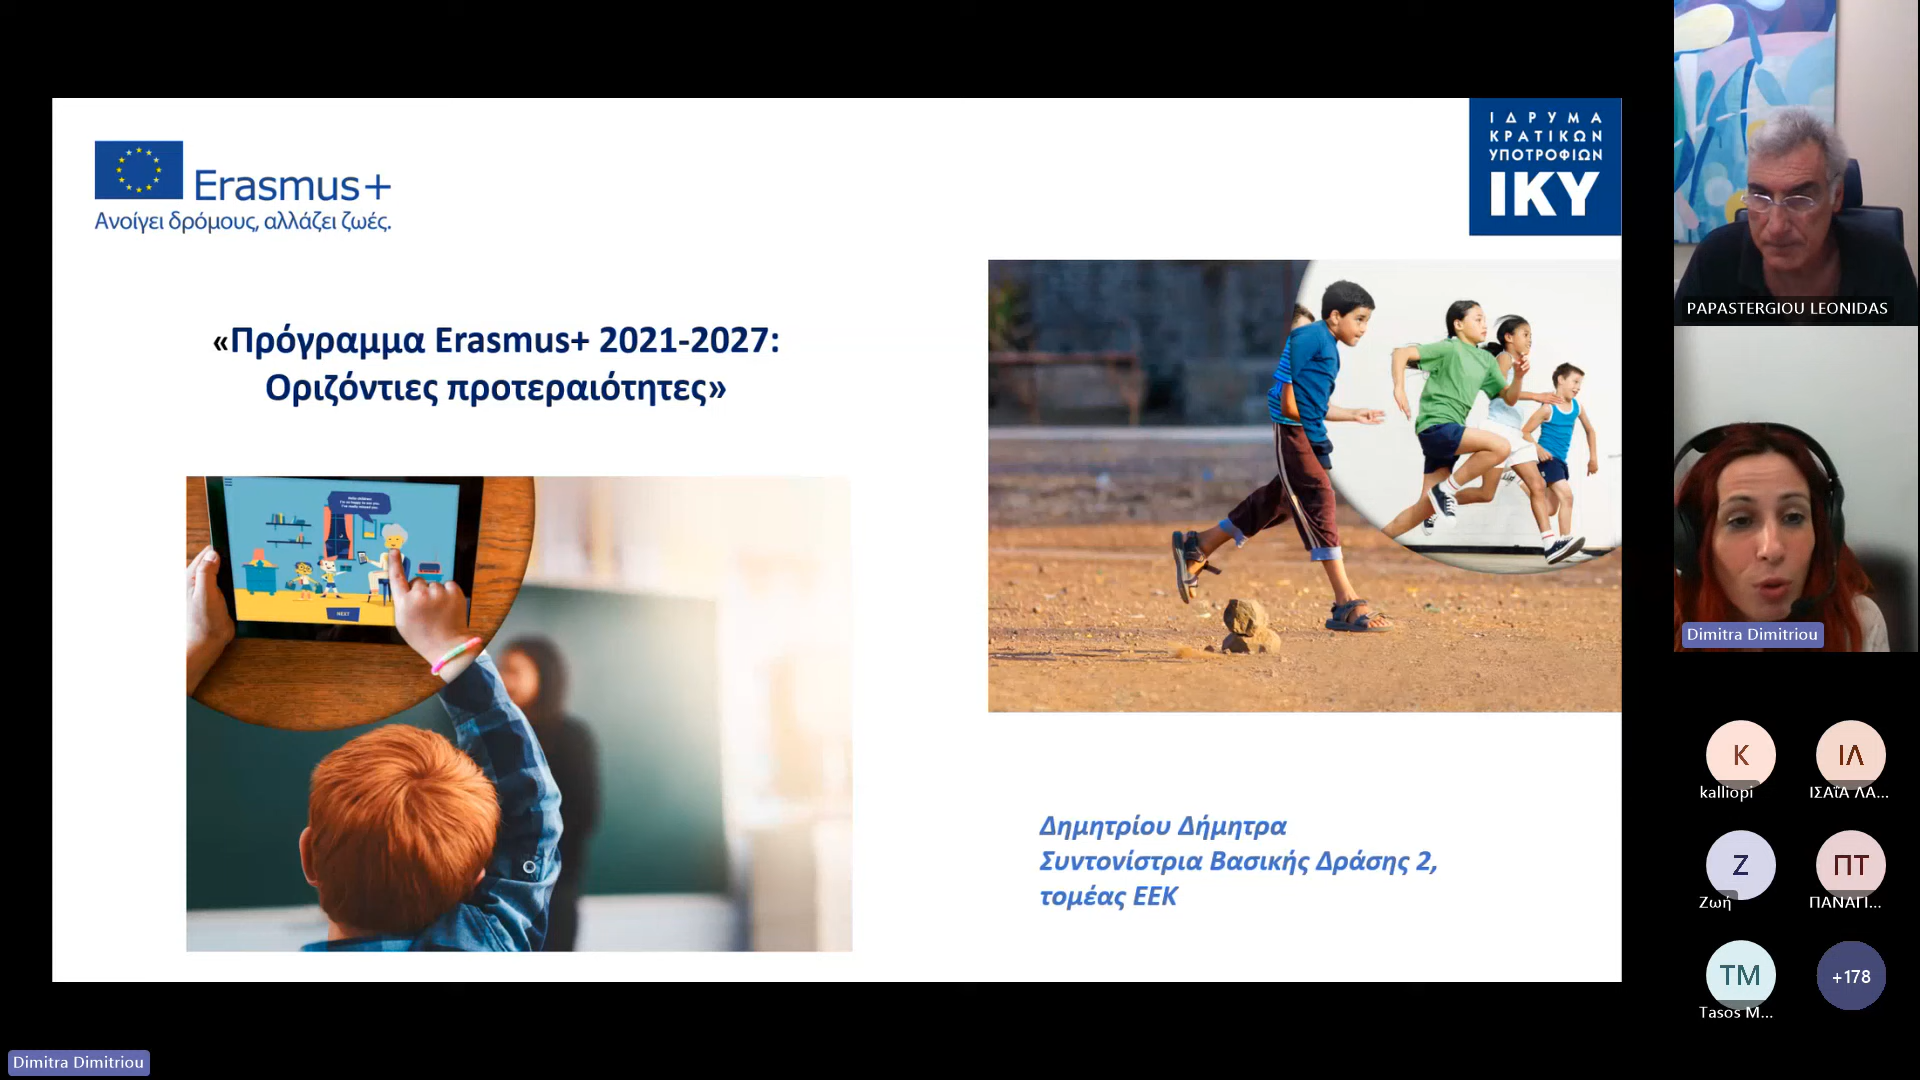 Erasmus+
Ανοίγει δρόμους, αλλάζει ζωές.
ΙΔΡΥΜΑ
ΚΡΑΤΙΚΩΝ
ΥΠΟΤΡΟΦΙΩΝ
ΙΚΥ
«Πρόγραμμα Erasmus+ 2021-2027:
Οριζόντιες προτεραιότητες»
NEXT
Δημητρίου Δήμητρα
Συντονίστρια Βασικής Δράσης 2,
τομέας ΕΕΚ
PAPASTERGIOU LEONIDAS
Dimitra Dimitriou
K
kalliopi
ΙΛ
ΙΣΑΪΑ ΛΑ...
Ζ
Ζωή
ΠΤ
ΠΑΝΑΓΙ...
TM
Tasos M...
+178
Dimitra Dimitriou